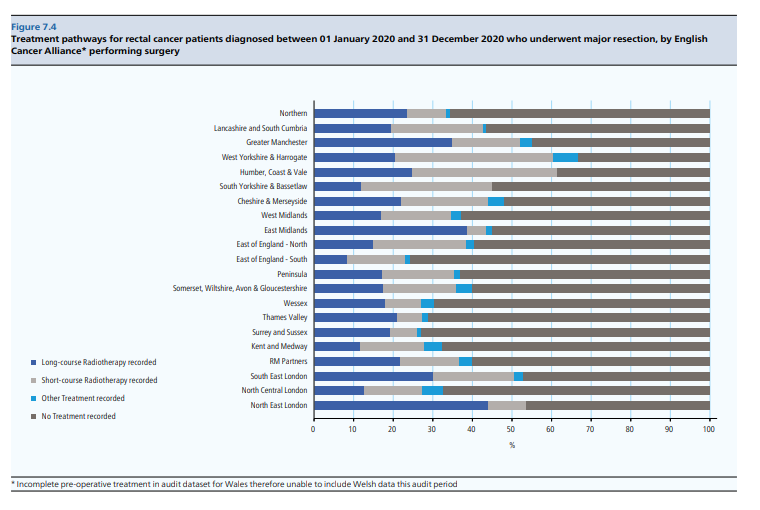 Figure 7.4
Treatment pathways for rectal cancer patients diagnosed between 01 January 2020 and 31 December 2020 who underwent major resection, by English
Cancer Alliance* performing surgery
Northern
Lancashire and South Cumbria
Greater Manchester
West Yorkshire & Harrogate
Humber, Coast & Vale
South Yorkshire & Bassetlaw
Cheshire & Merseyside
West Midlands
East Midlands
East of England - North
East of England - South
Peninsula
Somerset, Wiltshire, Avon & Gloucestershire
Wessex
Thames Valley
Surrey and Sussex
Kent and Medway
RM Partners
South East London
North Central London
North East London
Long-course Radiotherapy recorded
Short-course Radiotherapy recorded
Other Treatment recorded
No Treatment recorded
0 10 20 30 40 50 60 70 80 90 100
%
* Incomplete pre-operative treatment in audit dataset for Wales therefore unable to include Welsh data this audit period